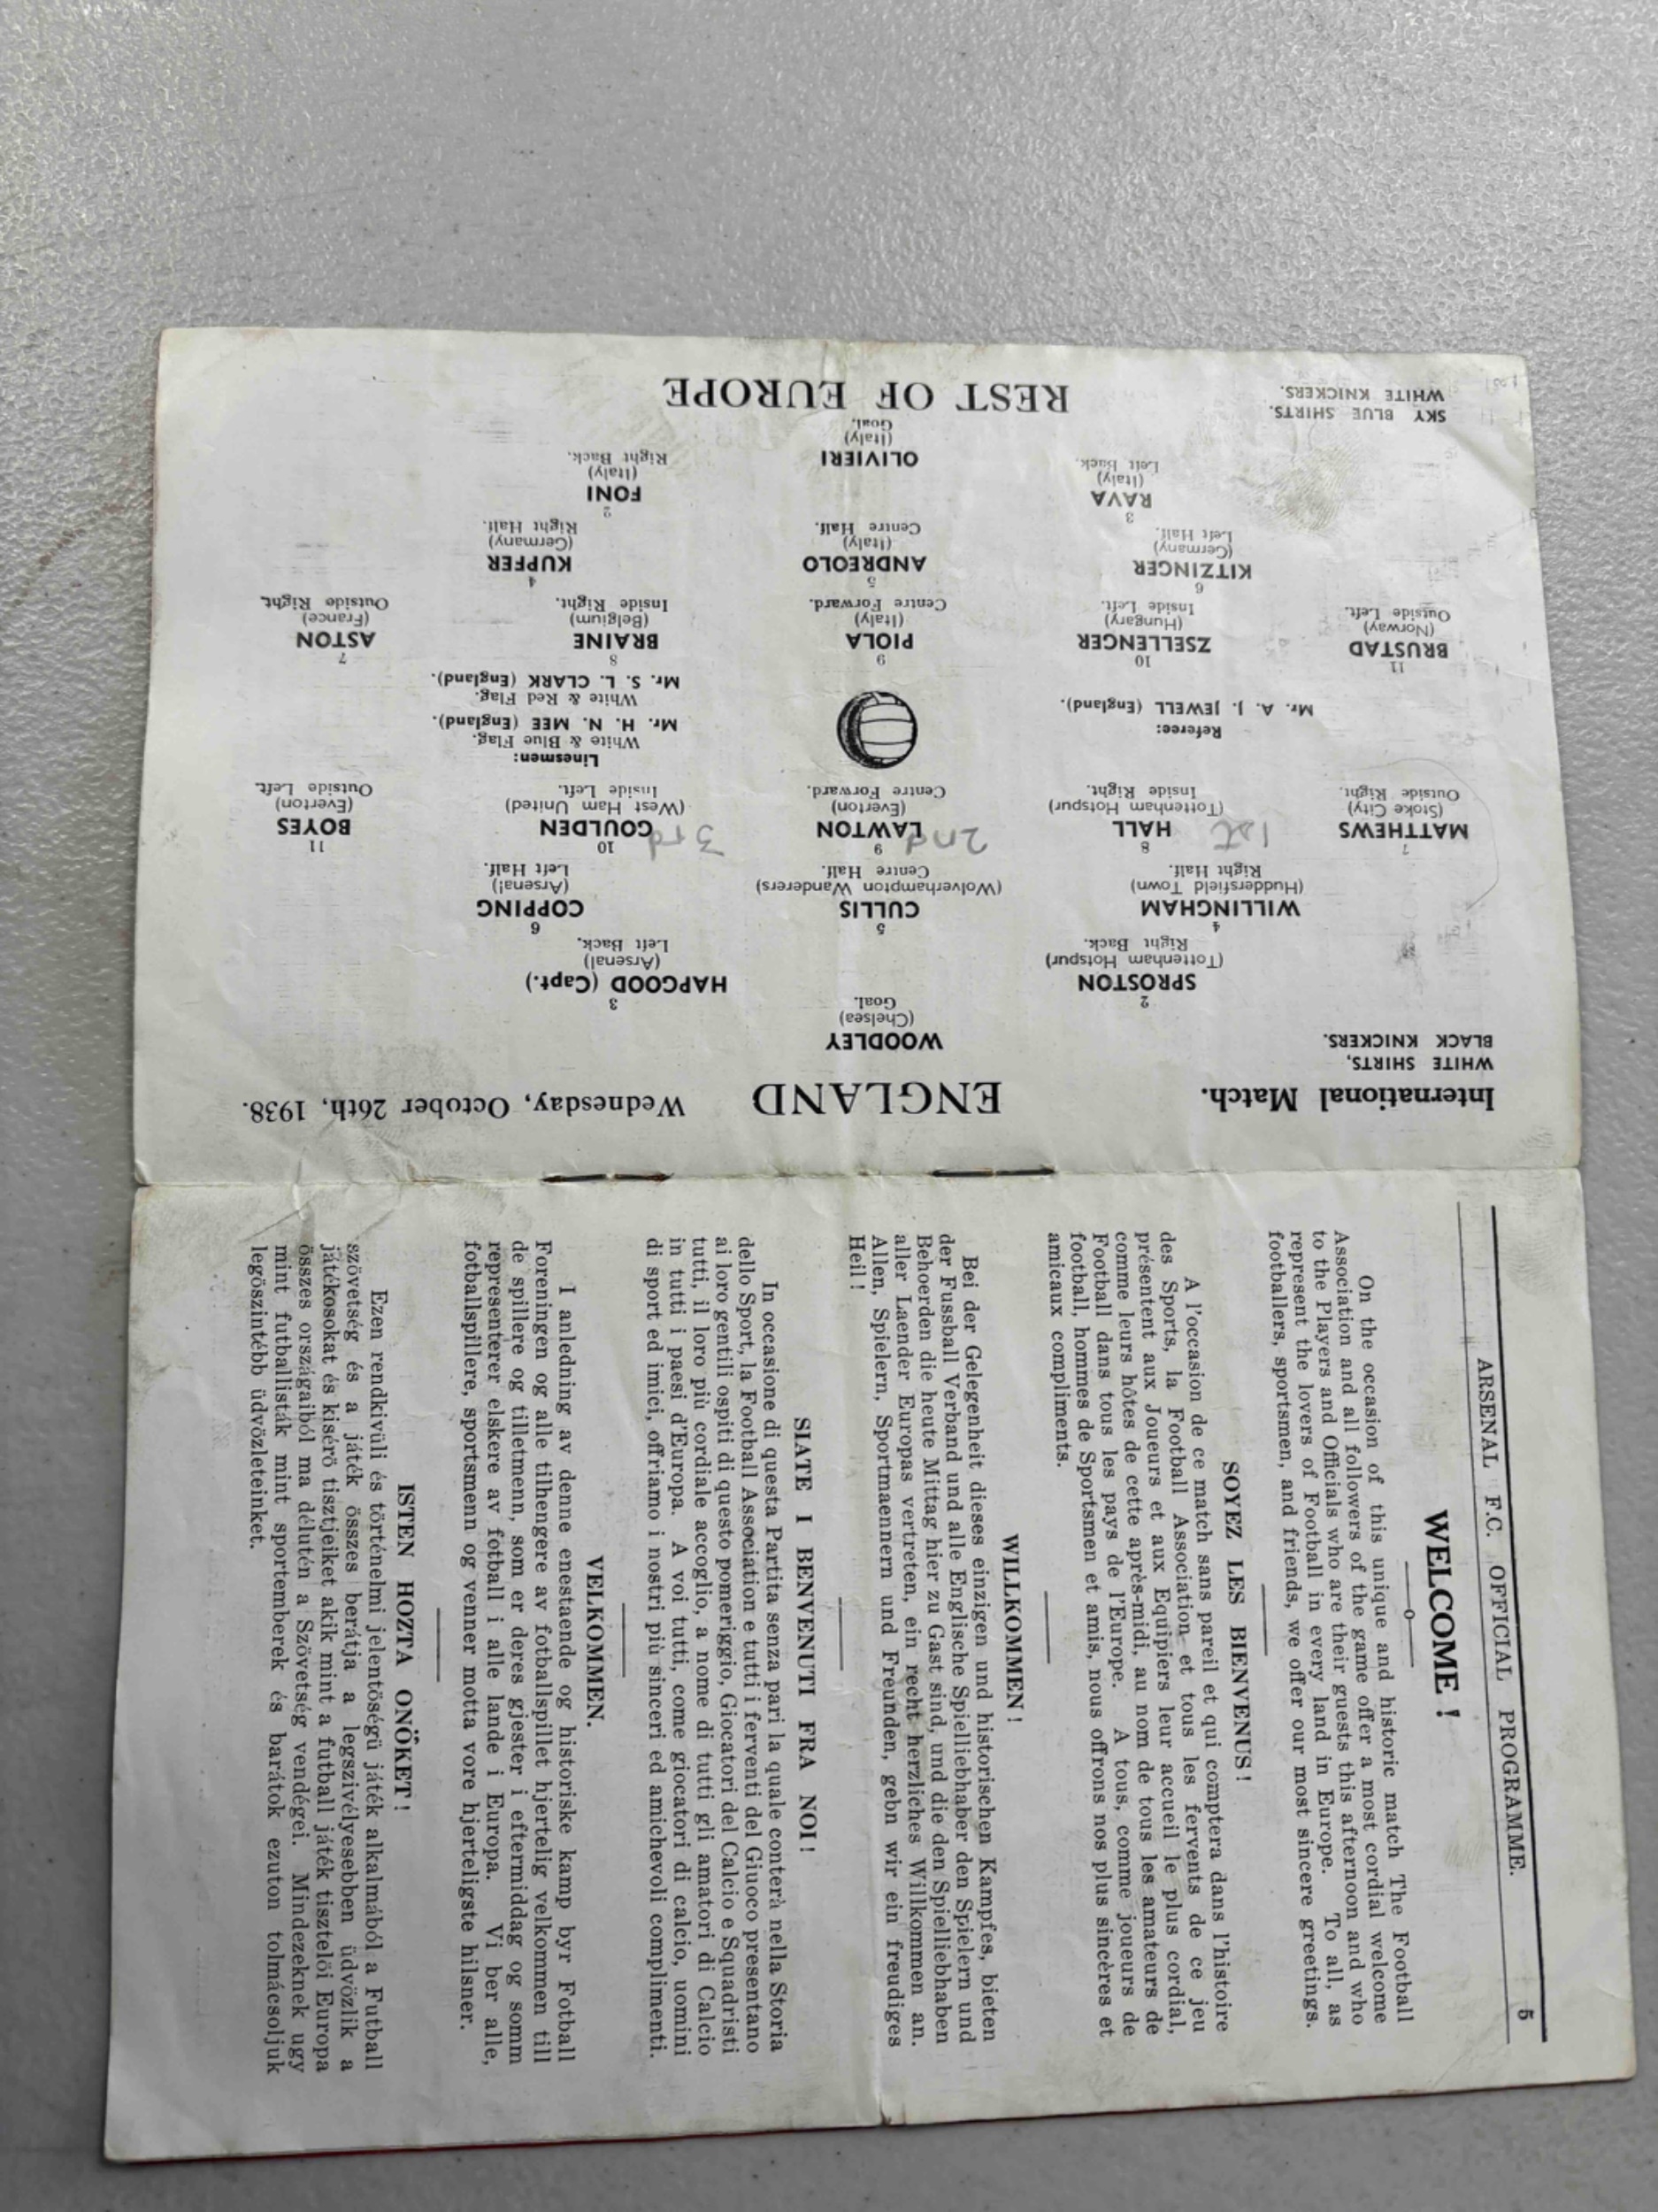 International Match. ENGLAND Wednesday, October 26th, 1938.
WHITE SHIRTS,
BLACK KNICKERS.
WOODLEY
(Chelsea)
Goal.
2 3
SPROSTON HAPGOOD (Capt.)
(Tottenham Hotspur) (Arsenal)
Right Back. Left Back.
4 5 6
WILLINGHAM CULLIS COPPING
(Huddersfield Town) (Wolverhampton Wanderers) (Arsenal)
Right Half. Centre Half. Left Half.
7 8 9 10 11
MATTHEWS 1st HALL 2nd LAWTON 3rd GOULDEN BOYES
(Stoke City) (Tottenham Hotspur) (Everton) (West Ham United) (Everton)
Outside Right. Inside Right. Centre Forward. Inside Left. Outside Left.
Referee:
Mr. A. J. JEWELL (England).
Linesmen:
White & Blue Flag.
Mr. H. N. MEE (England).
White & Red Flag.
Mr. S. L. CLARK (England).
11 10 9 8 7
BRUSTAD ZSELLENGER PIOLA BRAINE ASTON
(Norway) (Hungary) (Italy) (Belgium) (France)
Outside Left. Inside Left. Centre Forward. Inside Right. Outside Right.
6 5 4
KITZINGER ANDREOLO KUPFER
(Germany) (Italy) (Germany)
Left Half. Centre Half. Right Half.
3 2
RAVA OLIVIERI FONI
(Italy) (Italy) (Italy)
Left Back. Goal. Right Back.
SKY BLUE SHIRTS.
WHITE KNICKERS.
REST OF EUROPE
ARSENAL F.C. OFFICIAL PROGRAMME. 5
WELCOME !
On the occasion of this unique and historic match The Football
Association and all followers of the game offer a most cordial welcome
to the Players and Officials who are their guests this afternoon and who
represent the lovers of Football in every land in Europe. To all, as
footballers, sportsmen, and friends, we offer our most sincere greetings.
SOYEZ LES BIENVENUS !
A l'occasion de ce match sans pareil et qui comptera dans l'histoire
des Sports, la Football Association et tous les fervents de ce jeu
présentent aux Joueurs et aux Equipiers leur accueil le plus cordial,
comme leurs hôtes de cette après-midi, au nom de tous les amateurs de
Football dans tous les pays de l'Europe. A tous, comme joueurs de
football, hommes de Sportsmen et amis, nous offrons nos plus sincères et
amicaux compliments.
WILLKOMMEN !
Bei der Gelegenheit dieses einzigen und historischen Kampfes, bieten
der Fussball Verband und alle Englische Spielliebhaber den Spielern und
Behoerden die heute Mittag hier zu Gast sind, und die den Spielliebhaben
aller Laender Europas vertreten, ein recht herzliches Willkommen an.
Allen, Spielern, Sportmaennern und Freunden, gebn wir ein freudiges
Heil !
SIATE I BENVENUTI FRA NOI !
In occasione di questa Partita senza pari la quale conterà nella Storia
dello Sport, la Football Association e tutti i ferventi del Giuoco presentano
ai loro gentili ospiti di questo pomeriggio, Giocatori del Calcio e Squadristi
tutti, il loro più cordiale accoglio, a nome di tutti gli amatori di Calcio
in tutti i paesi d'Europa. A voi tutti, come giocatori di calcio, uomini
di sport ed imici, offriamo i nostri più sinceri ed amichevoli complimenti.
VELKOMMEN.
I anledning av denne enestaende og historiske kamp byr Fotball
Foreningen og alle tilhengere av fotballspillet hjertelig velkommen till
de spillere og tilletmenn, som er deres gjester i eftermiddag og somm
representerer elskere av fotball i alle lande i Europa. Vi ber alle,
fotballspillere, sportsmenn og venner motta vore hjerteligste hilsner.
ISTEN HOZTA ONÖKET !
Ezen rendkivüli és történelmi jelentöségü játék alkalmából a Futball
szövetség és a játék összes berátja a legszivélyesebben üdvözlik a
játékosokat és kisérö tisztjeiket akik mint a futball játék tisztelöi Europa
összes országaiból ma délután a Szövetség vendégei. Mindezeknek ugy
mint futballisták mint sportemberek és barátok ezuton tolmácsoljuk
legöszintébb üdvözleteinket.